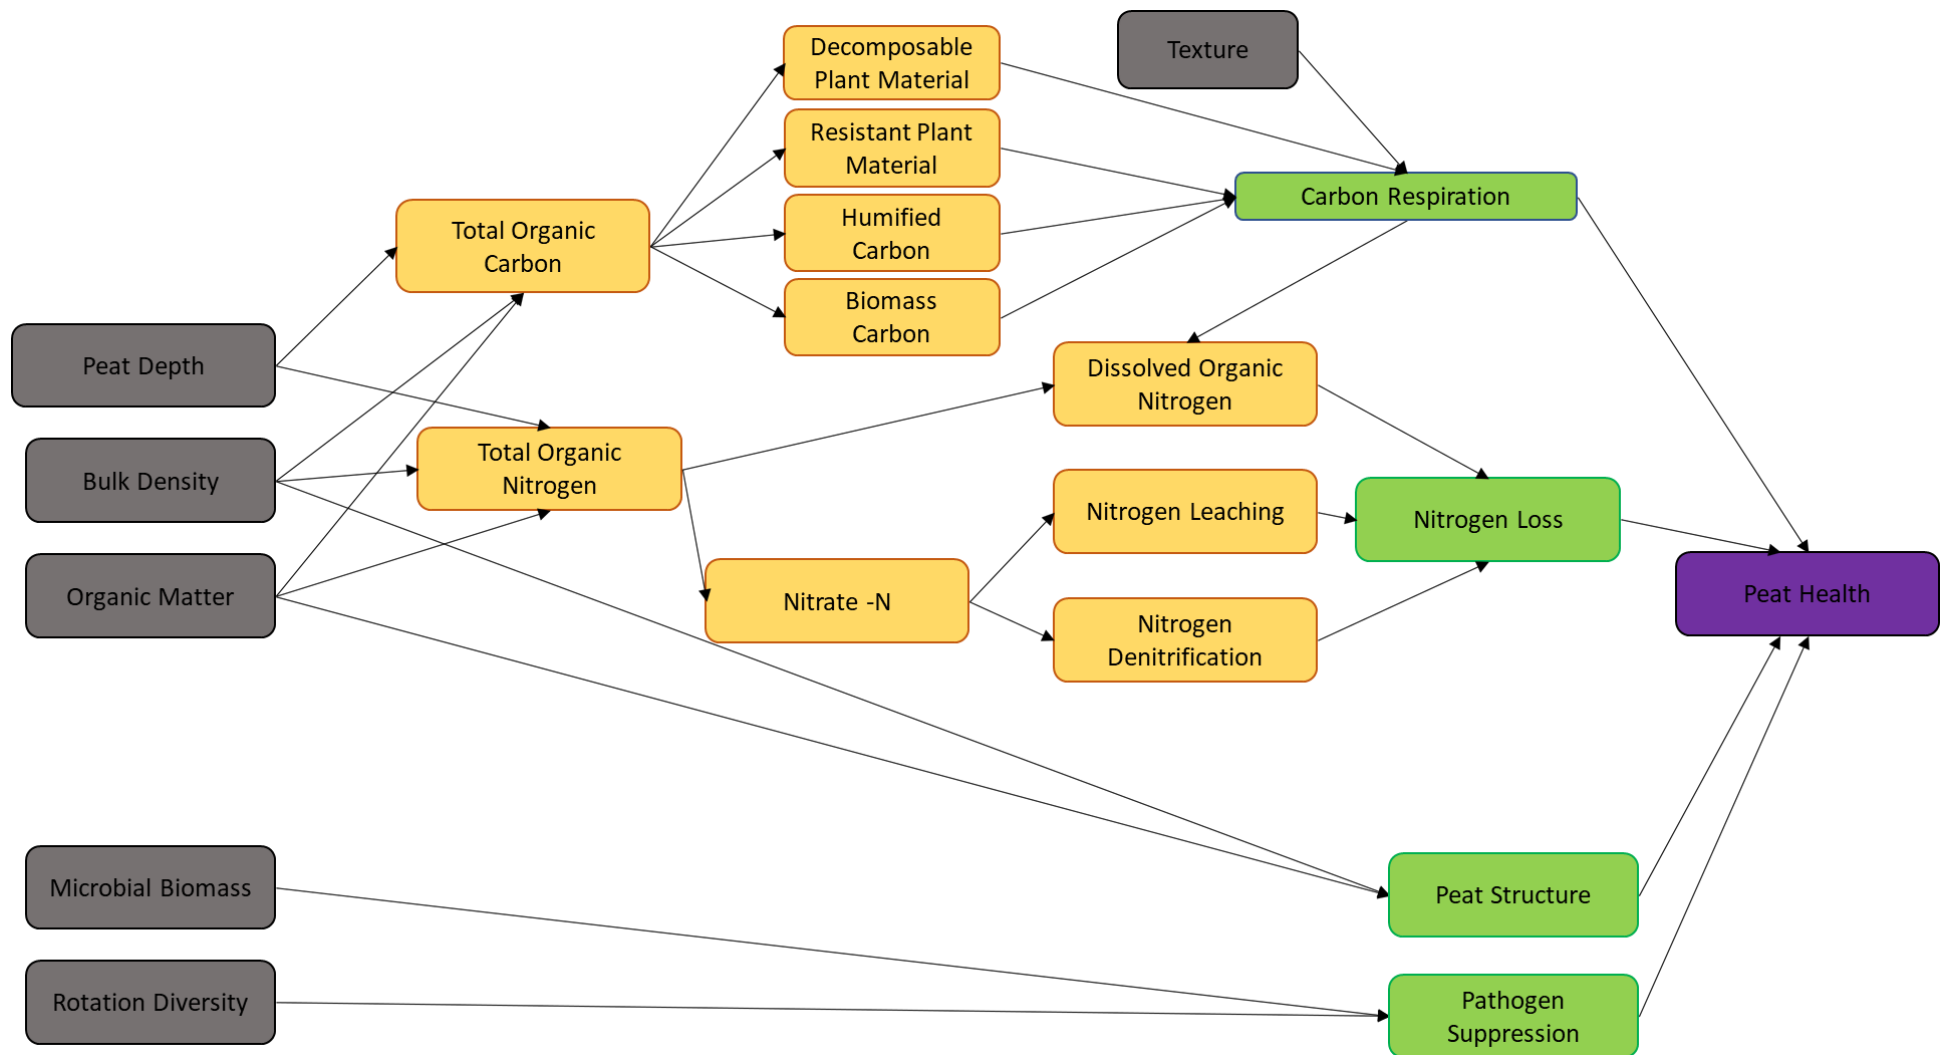 Decomposable
Plant Material
Texture
Resistant Plant
Material
Carbon Respiration
Total Organic
Carbon
Humified
Carbon
Biomass
Carbon
Peat Depth
Dissolved Organic
Nitrogen
Bulk Density
Total Organic
Nitrogen
Nitrogen Leaching
Nitrogen Loss
Organic Matter
Nitrate -N
Nitrogen
Denitrification
Peat Health
Microbial Biomass
Peat Structure
Rotation Diversity
Pathogen
Suppression